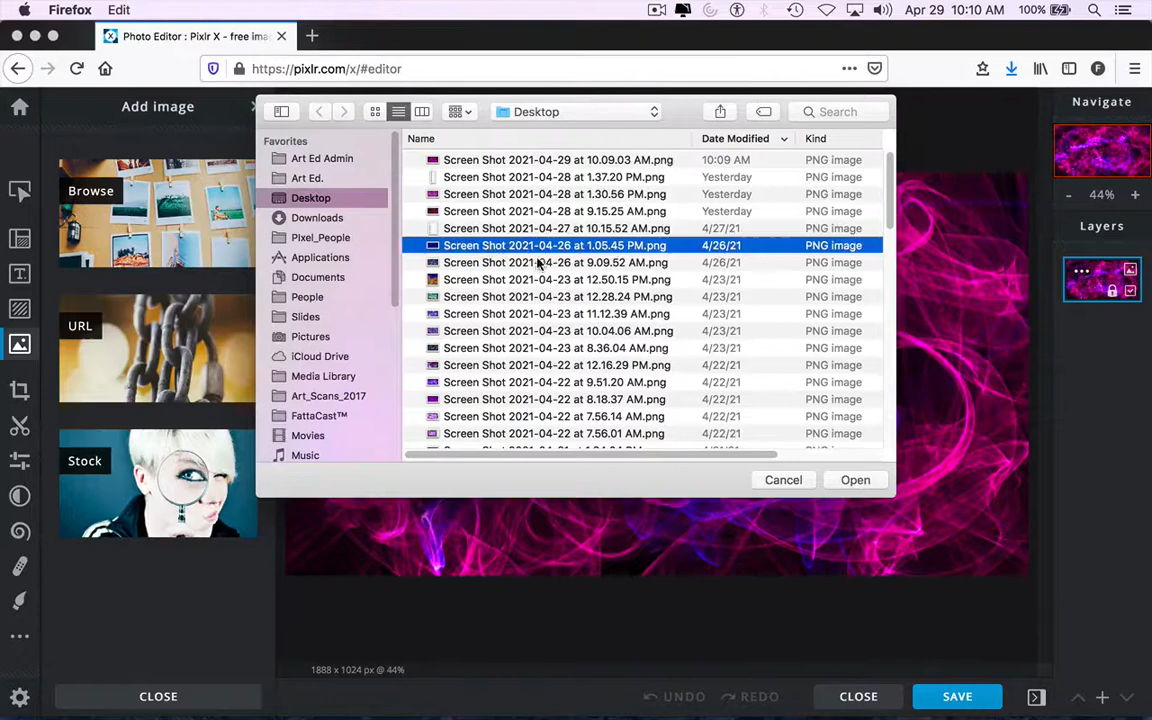 Firefox Edit Apr 29 10:10 AM 100%
Photo Editor : Pixlr X - free ima
https://pixlr.com/x/#editor
Add image
Browse
URL
Stock
CLOSE
Desktop
Search
Favorites
Art Ed Admin
Art Ed.
Desktop
Downloads
PIxel_People
Applications
Documents
People
Slides
Pictures
iCloud Drive
Media Library
Art_Scans_2017
FattaCast™
Movies
Music
Name Date Modified Kind
Screen Shot 2021-04-29 at 10.09.03 AM.png 10:09 AM PNG image
Screen Shot 2021-04-28 at 1.37.20 PM.png Yesterday PNG image
Screen Shot 2021-04-28 at 1.30.56 PM.png Yesterday PNG image
Screen Shot 2021-04-28 at 9.15.25 AM.png Yesterday PNG image
Screen Shot 2021-04-27 at 10.15.52 AM.png 4/27/21 PNG image
Screen Shot 2021-04-26 at 1.05.45 PM.png 4/26/21 PNG image
Screen Shot 2021-04-26 at 9.09.52 AM.png 4/26/21 PNG image
Screen Shot 2021-04-23 at 12.50.15 PM.png 4/23/21 PNG image
Screen Shot 2021-04-23 at 12.28.24 PM.png 4/23/21 PNG image
Screen Shot 2021-04-23 at 11.12.39 AM.png 4/23/21 PNG image
Screen Shot 2021-04-23 at 10.04.06 AM.png 4/23/21 PNG image
Screen Shot 2021-04-23 at 8.36.04 AM.png 4/23/21 PNG image
Screen Shot 2021-04-22 at 12.16.29 PM.png 4/22/21 PNG image
Screen Shot 2021-04-22 at 9.51.20 AM.png 4/22/21 PNG image
Screen Shot 2021-04-22 at 8.18.37 AM.png 4/22/21 PNG image
Screen Shot 2021-04-22 at 7.56.14 AM.png 4/22/21 PNG image
Screen Shot 2021-04-22 at 7.56.01 AM.png 4/22/21 PNG image
Cancel Open
Navigate
- 44% +
Layers
1888 x 1024 px @ 44%
UNDO REDO CLOSE SAVE